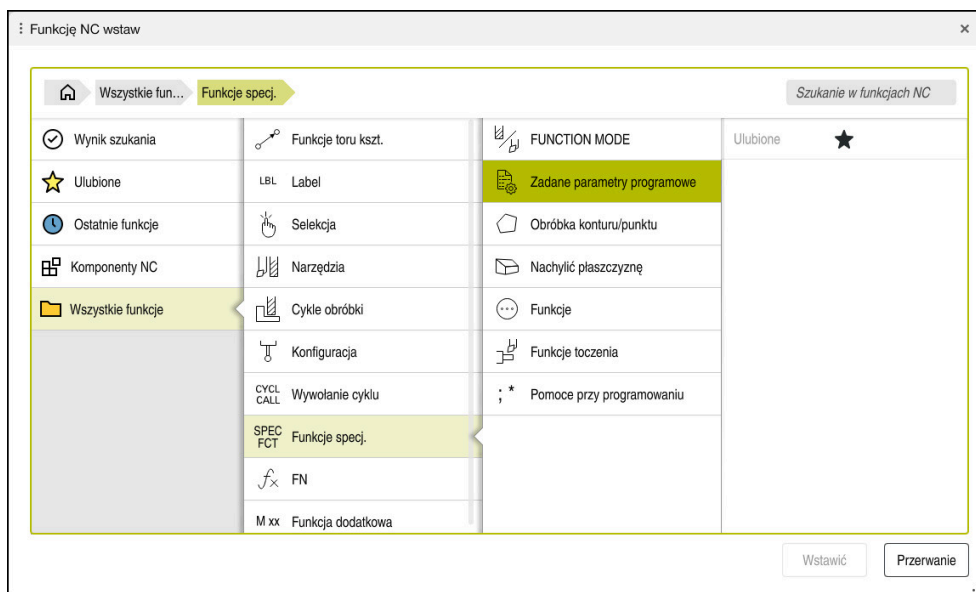 Funkcję NC wstaw
Wszystkie fun...
Funkcje specj.
Szukanie w funkcjach NC
Wynik szukania
Ulubione
Ostatnie funkcje
Komponenty NC
Wszystkie funkcje
Funkcje toru kszt.
LBL Label
Selekcja
Narzędzia
Cykle obróbki
Konfiguracja
CYCL CALL Wywołanie cyklu
SPEC FCT Funkcje specj.
FN
M xx Funkcja dodatkowa
FUNCTION MODE
Zadane parametry programowe
Obróbka konturu/punktu
Nachylić płaszczyznę
Funkcje
Funkcje toczenia
; * Pomoce przy programowaniu
Ulubione
Wstawić
Przerwanie